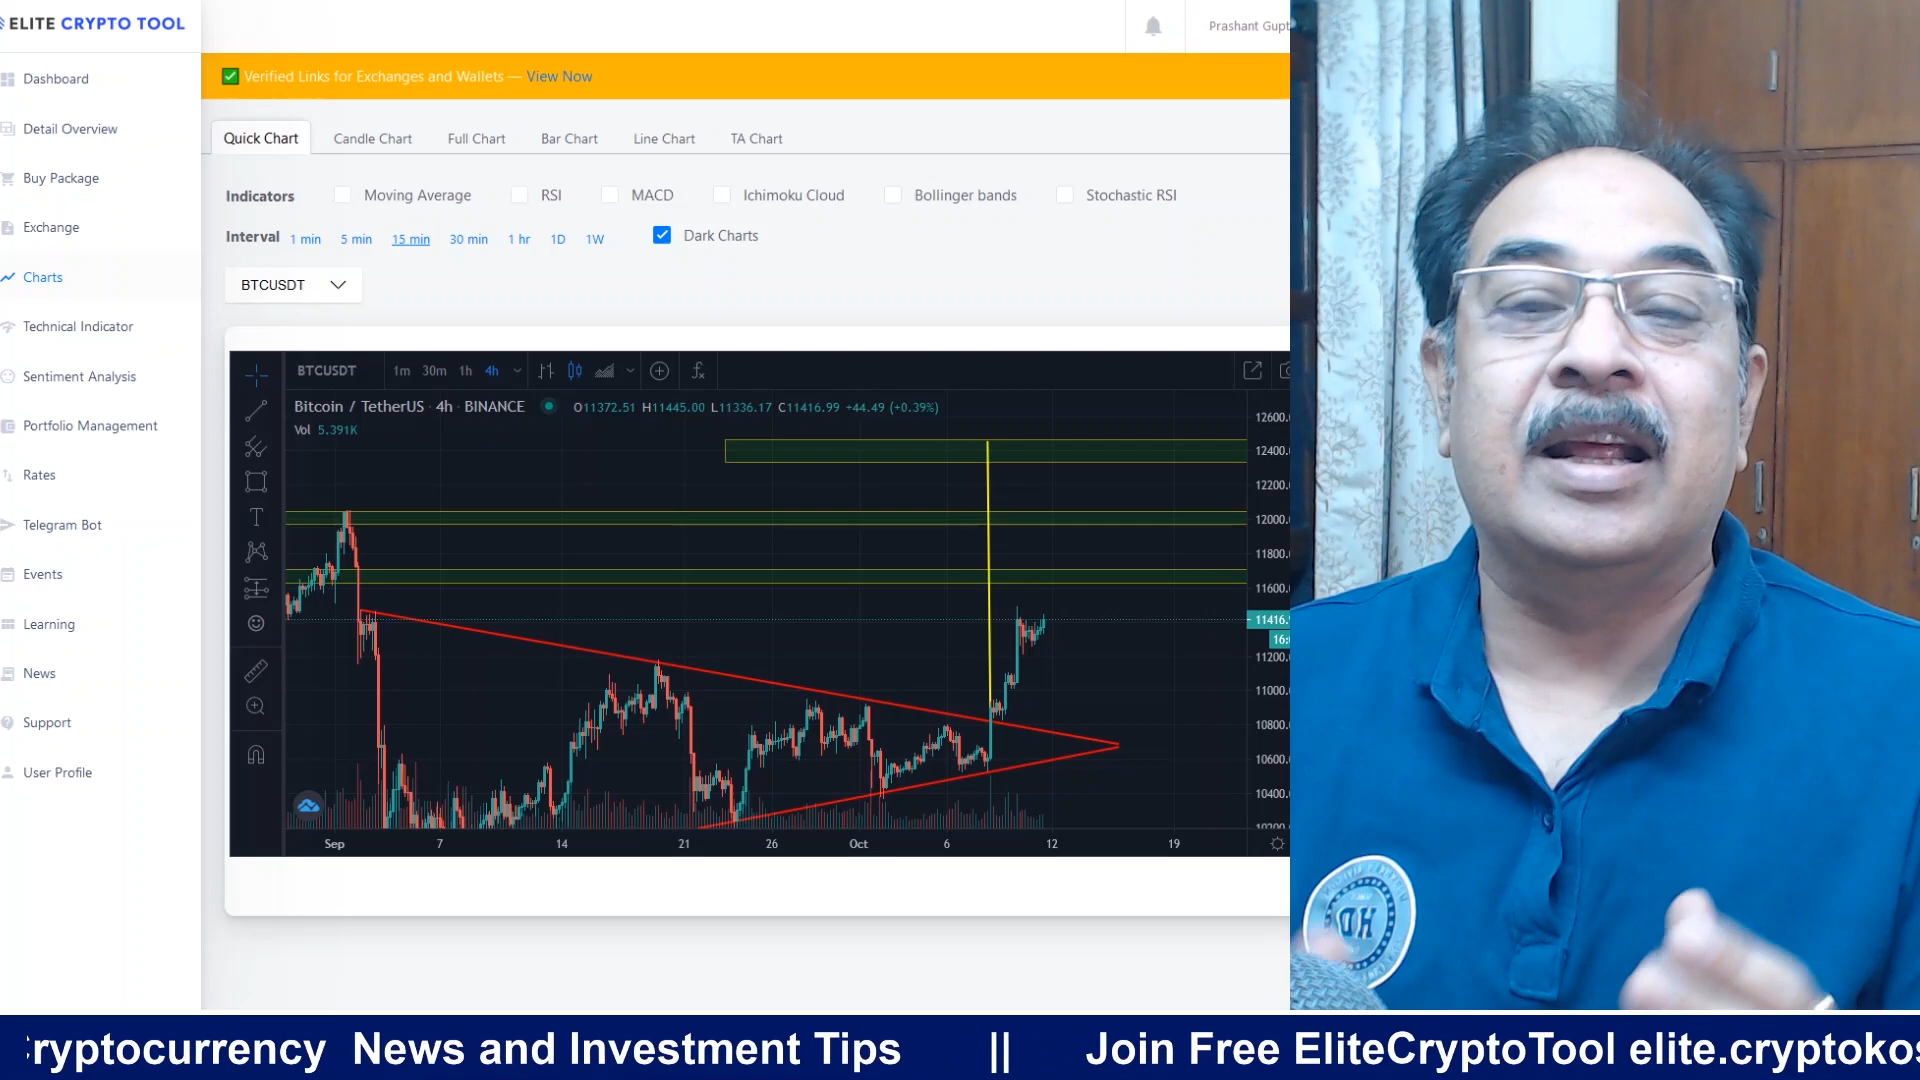 ELITE CRYPTO TOOL
Prashant Gupt
Verified Links for Exchanges and Wallets — View Now
Dashboard
Detail Overview
Buy Package
Exchange
Charts
Technical Indicator
Sentiment Analysis
Portfolio Management
Rates
Telegram Bot
Events
Learning
News
Support
User Profile
Quick Chart Candle Chart Full Chart Bar Chart Line Chart TA Chart
Indicators Moving Average RSI MACD Ichimoku Cloud Bollinger bands Stochastic RSI
Interval 1 min 5 min 15 min 30 min 1 hr 1D 1W Dark Charts
BTCUSDT
BTCUSDT 1m 30m 1h 4h
Bitcoin / TetherUS · 4h · BINANCE O11372.51 H11445.00 L11336.17 C11416.99 +44.49 (+0.39%)
Vol 5.391K
12600.
12400.
12200.
12000.
11800.
11600.
11416.
16:
11200.
11000.
10800.
10600.
10400.
10200.
Sep 7 14 21 26 Oct 6 12 19
HD
ryptocurrency News and Investment Tips || Join Free EliteCryptoTool elite.cryptokos